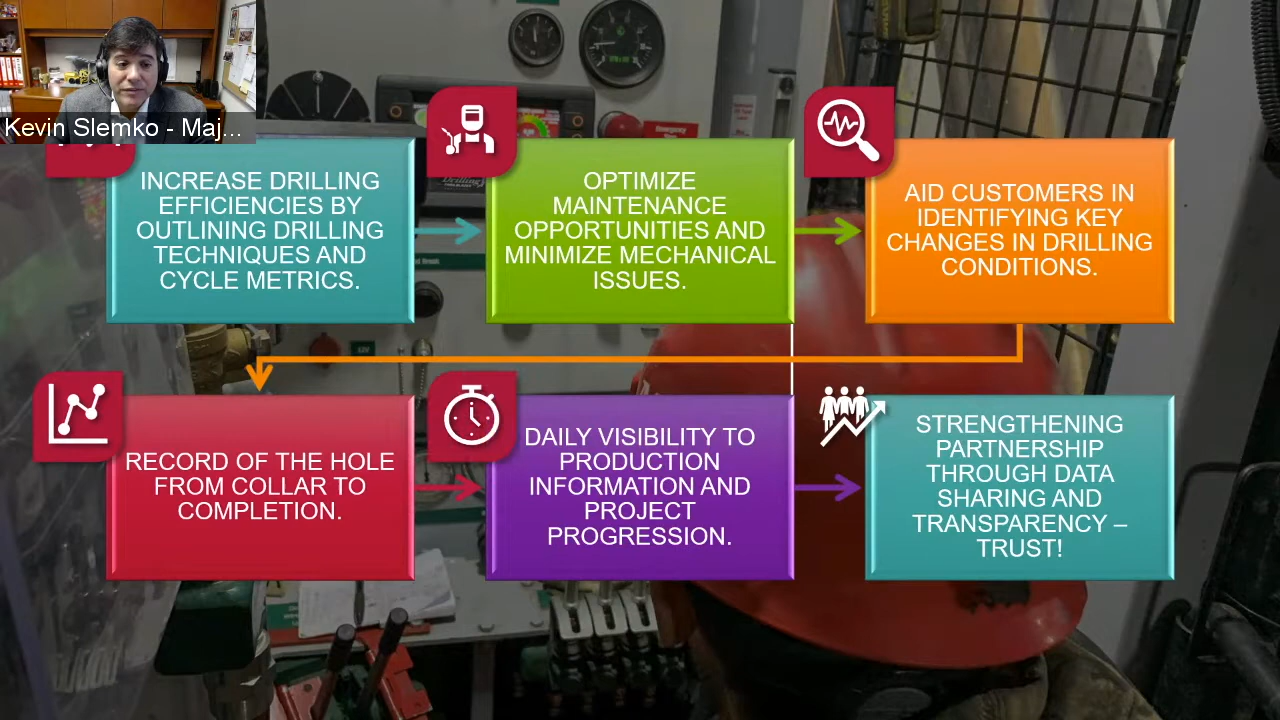 Kevin Slemko - Maj...
INCREASE DRILLING
EFFICIENCIES BY
OUTLINING DRILLING
TECHNIQUES AND
CYCLE METRICS.
OPTIMIZE
MAINTENANCE
OPPORTUNITIES AND
MINIMIZE MECHANICAL
ISSUES.
AID CUSTOMERS IN
IDENTIFYING KEY
CHANGES IN DRILLING
CONDITIONS.
RECORD OF THE HOLE
FROM COLLAR TO
COMPLETION.
DAILY VISIBILITY TO
PRODUCTION
INFORMATION AND
PROJECT
PROGRESSION.
STRENGTHENING
PARTNERSHIP
THROUGH DATA
SHARING AND
TRANSPARENCY –
TRUST!
Emergency